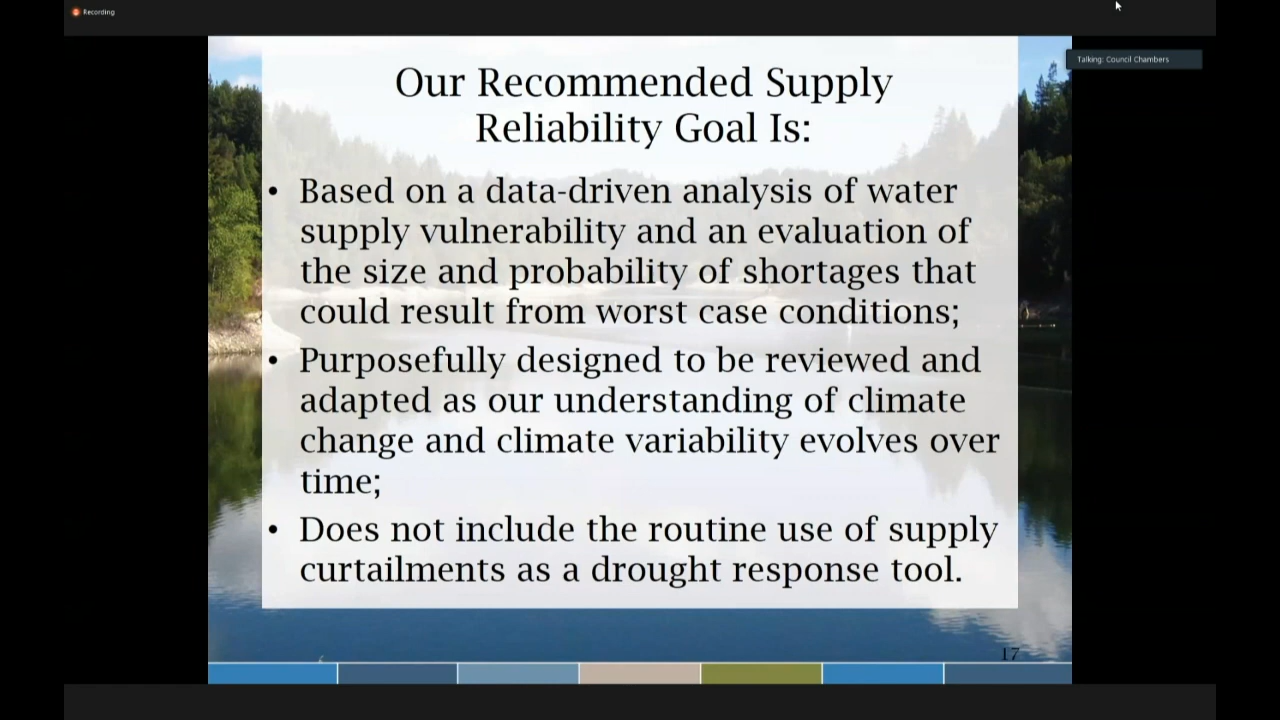 Recording
Talking: Council Chambers
Our Recommended Supply
Reliability Goal Is:
• Based on a data-driven analysis of water
supply vulnerability and an evaluation of
the size and probability of shortages that
could result from worst case conditions;
• Purposefully designed to be reviewed and
adapted as our understanding of climate
change and climate variability evolves over
time;
• Does not include the routine use of supply
curtailments as a drought response tool.
17